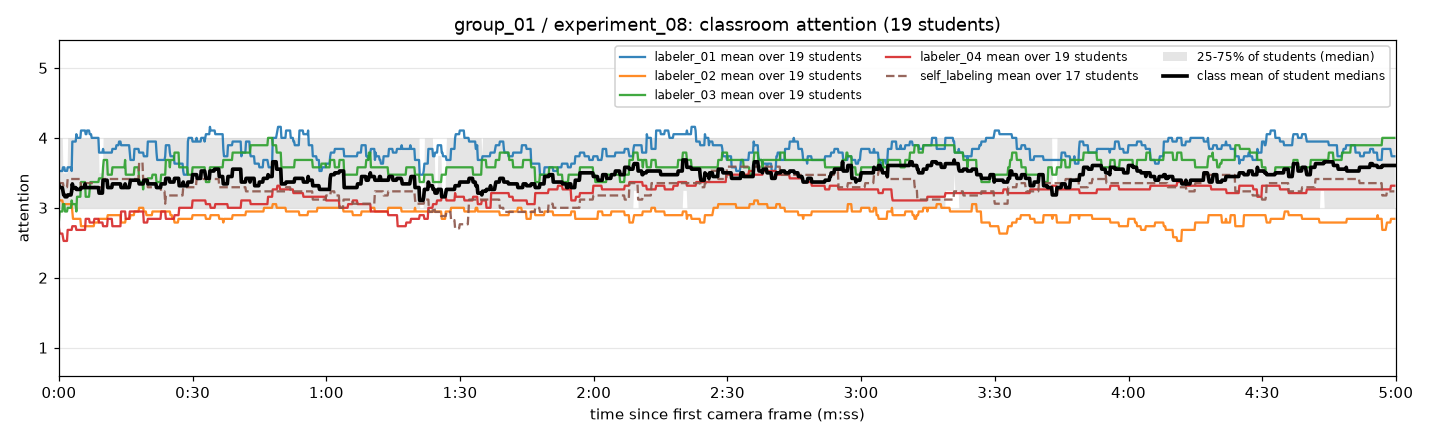 group_01 / experiment_08: classroom attention (19 students)
labeler_01 mean over 19 students
labeler_02 mean over 19 students
labeler_03 mean over 19 students
labeler_04 mean over 19 students
self_labeling mean over 17 students
25-75% of students (median)
class mean of student medians
attention
5
4
3
2
1
0:00 0:30 1:00 1:30 2:00 2:30 3:00 3:30 4:00 4:30 5:00
time since first camera frame (m:ss)